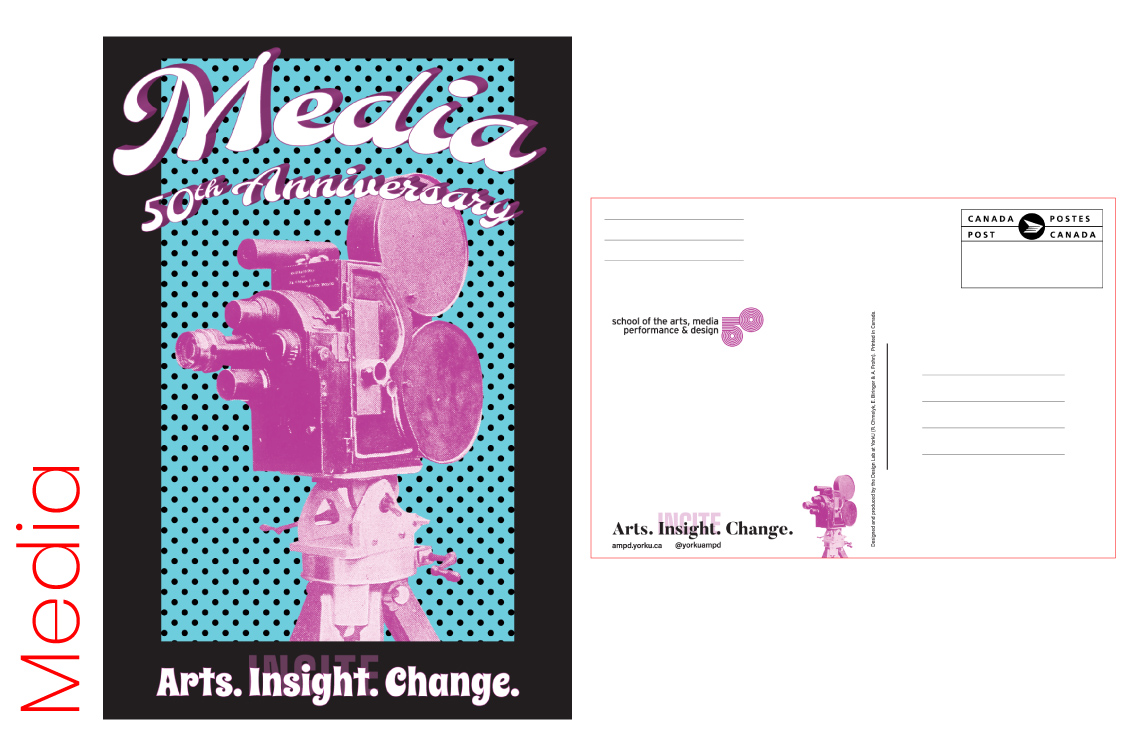 Media
Media
50th Anniversary
INCITE
Arts. Insight. Change.
CANADA POSTES
POST CANADA
school of the arts, media
performance & design
INCITE
Arts. Insight. Change.
ampd.yorku.ca @yorkuampd
Designed and produced by the Design Lab at YorkU (R. Chmelyk, E. Biringer & A. Frohn). Printed in Canada.